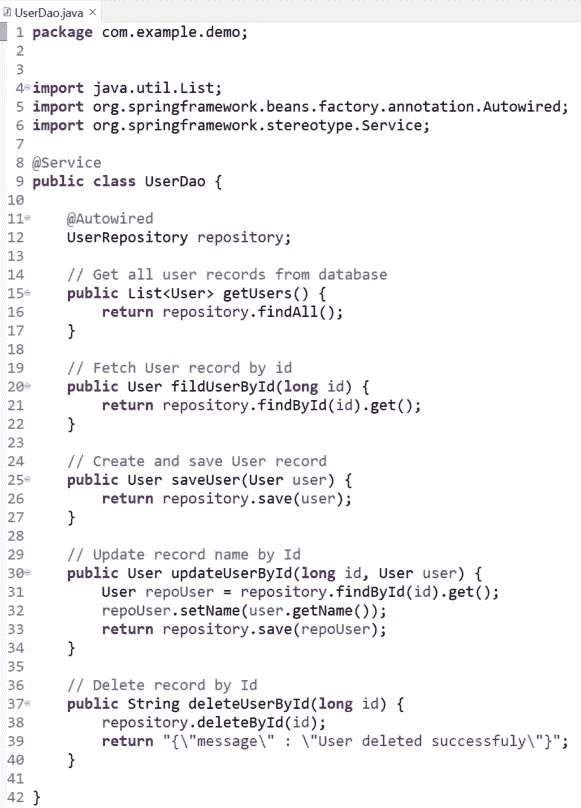 UserDao.java ×
1 package com.example.demo;
2
3
4 import java.util.List;
5 import org.springframework.beans.factory.annotation.Autowired;
6 import org.springframework.stereotype.Service;
7
8 @Service
9 public class UserDao {
10
11     @Autowired
12     UserRepository repository;
13
14     // Get all user records from database
15     public List<User> getUsers() {
16         return repository.findAll();
17     }
18
19     // Fetch User record by id
20     public User fildUserById(long id) {
21         return repository.findById(id).get();
22     }
23
24     // Create and save User record
25     public User saveUser(User user) {
26         return repository.save(user);
27     }
28
29     // Update record name by Id
30     public User updateUserById(long id, User user) {
31         User repoUser = repository.findById(id).get();
32         repoUser.setName(user.getName());
33         return repository.save(repoUser);
34     }
35
36     // Delete record by Id
37     public String deleteUserById(long id) {
38         repository.deleteById(id);
39         return "{\"message\" : \"User deleted successfuly\"}";
40     }
41
42 }